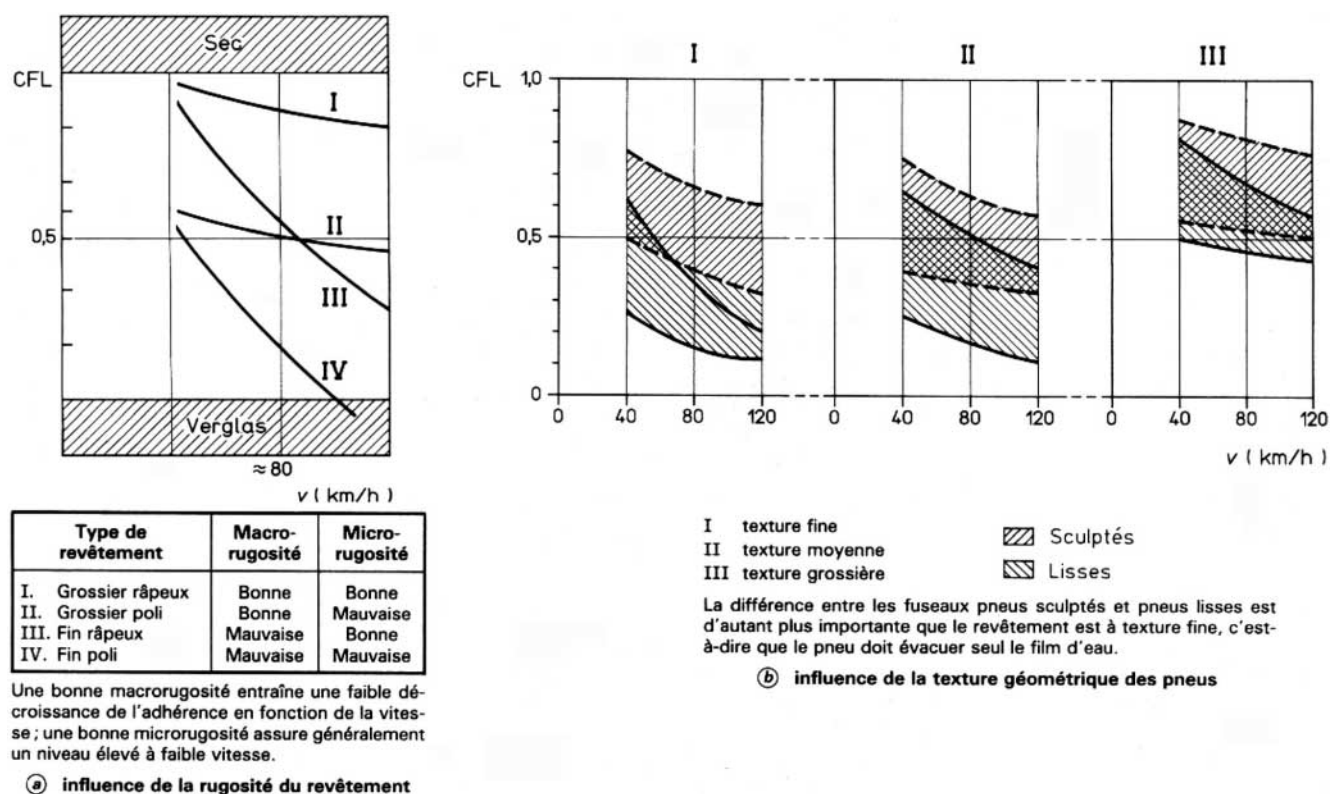 Sec
CFL
I
II
0,5
III
IV
Verglas
≈ 80
v ( km/h )
Type de revêtement Macro-rugosité Micro-rugosité
I. Grossier râpeux Bonne Bonne
II. Grossier poli Bonne Mauvaise
III. Fin râpeux Mauvaise Bonne
IV. Fin poli Mauvaise Mauvaise
Une bonne macrorugosité entraîne une faible dé-
croissance de l'adhérence en fonction de la vites-
se ; une bonne microrugosité assure généralement
un niveau élevé à faible vitesse.
ⓐ influence de la rugosité du revêtement
I II III
CFL 1,0
0,5
0
0 40 80 120 0 40 80 120 0 40 80 120
v ( km/h )
I texture fine
II texture moyenne
III texture grossière
Sculptés
Lisses
La différence entre les fuseaux pneus sculptés et pneus lisses est
d'autant plus importante que le revêtement est à texture fine, c'est-
à-dire que le pneu doit évacuer seul le film d'eau.
ⓑ influence de la texture géométrique des pneus